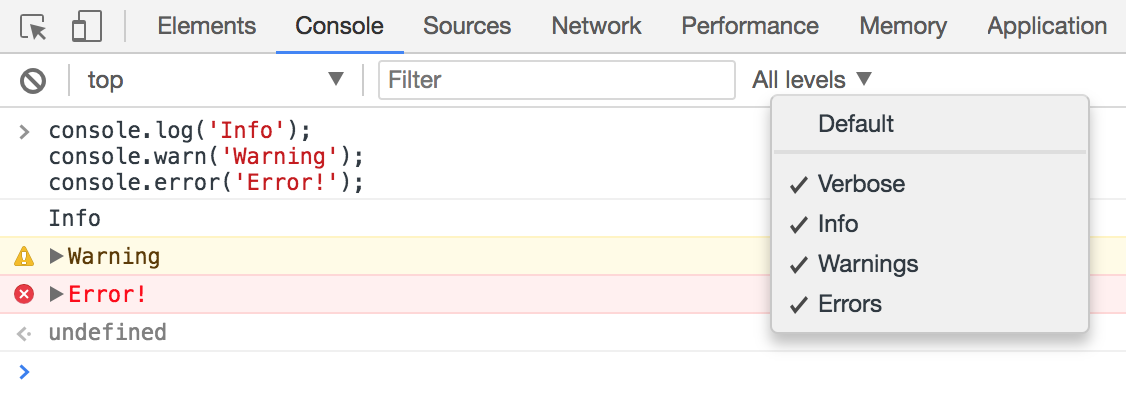 Elements Console Sources Network Performance Memory Application
top Filter All levels
Default
Verbose
Info
Warnings
Errors
console.log('Info');
console.warn('Warning');
console.error('Error!');
Info
Warning
Error!
undefined